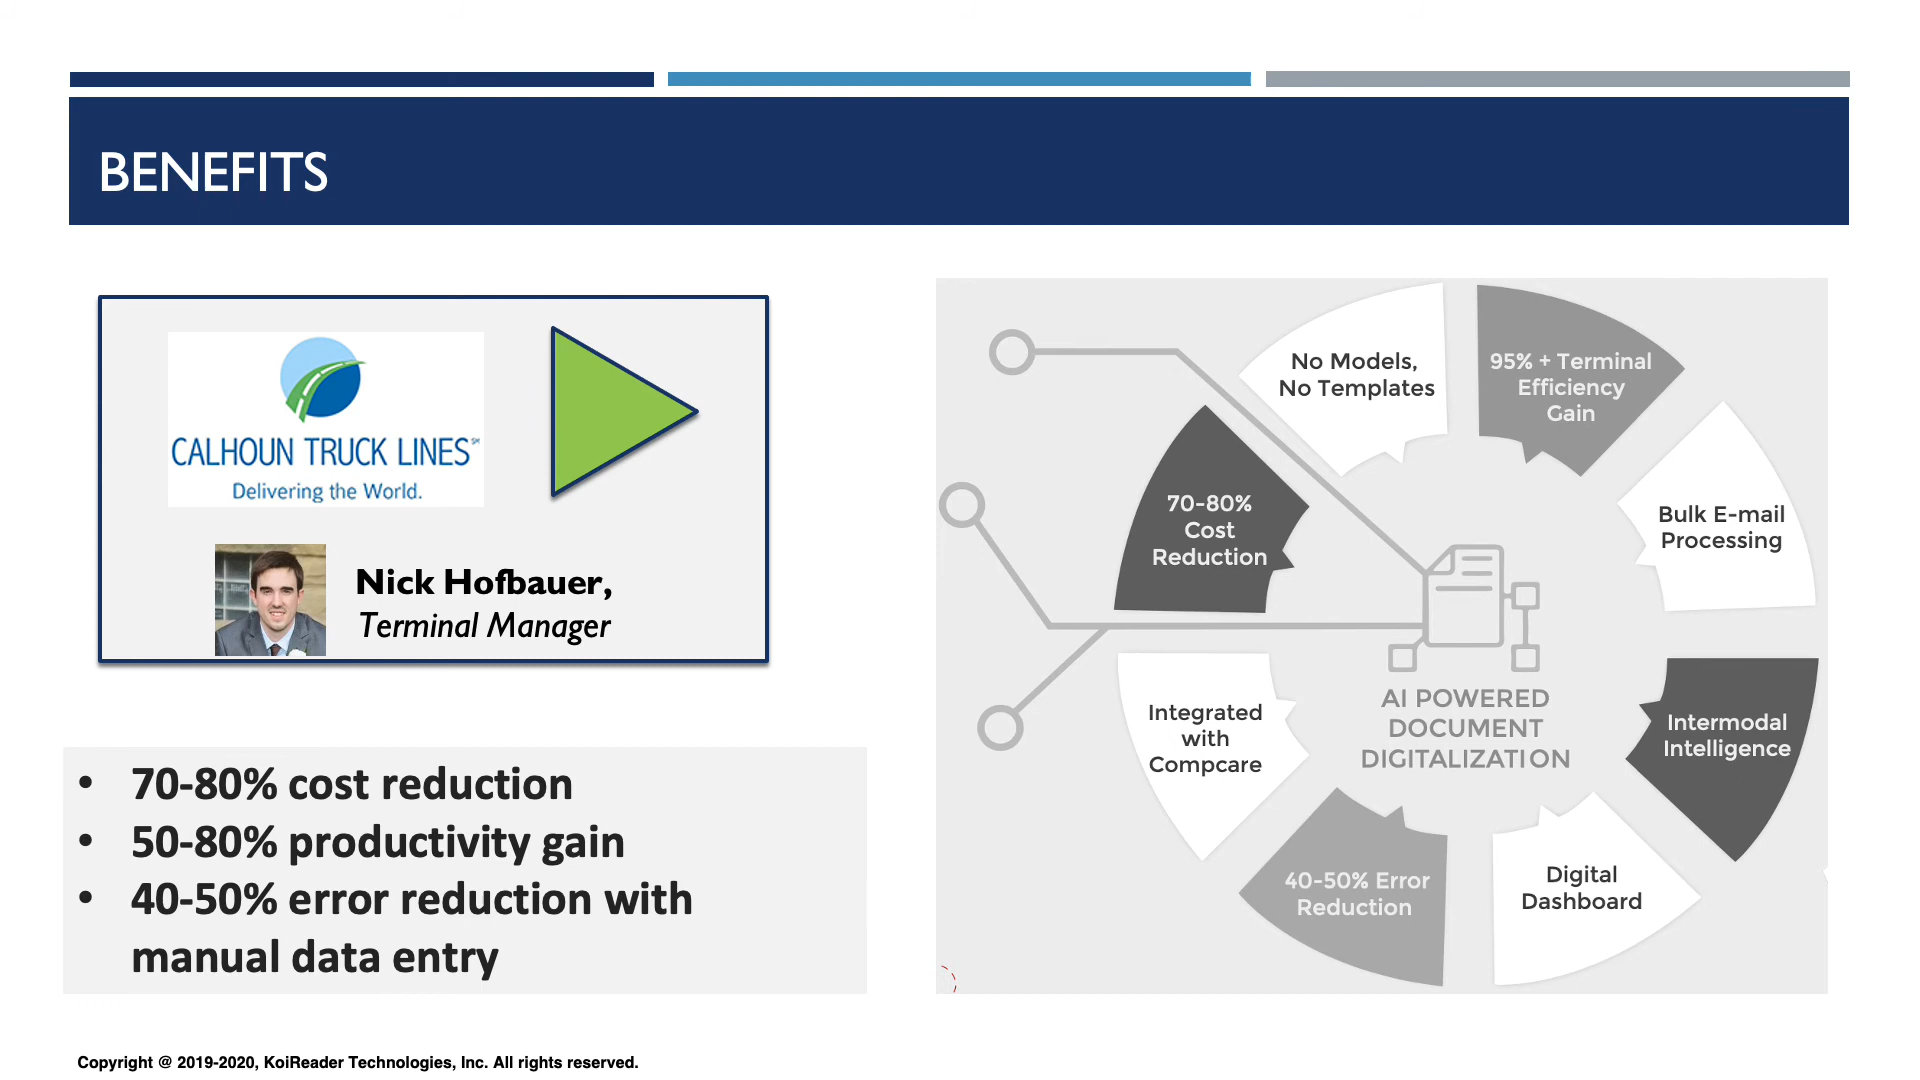 BENEFITS
CALHOUN TRUCK LINES℠
Delivering the World.
Nick Hofbauer,
Terminal Manager
• 70-80% cost reduction
• 50-80% productivity gain
• 40-50% error reduction with
manual data entry
No Models,
No Templates
95% + Terminal
Efficiency
Gain
Bulk E-mail
Processing
Intermodal
Intelligence
Digital
Dashboard
40-50% Error
Reduction
Integrated
with
Compcare
70-80%
Cost
Reduction
AI POWERED
DOCUMENT
DIGITALIZATION
Copyright @ 2019-2020, KoiReader Technologies, Inc. All rights reserved.